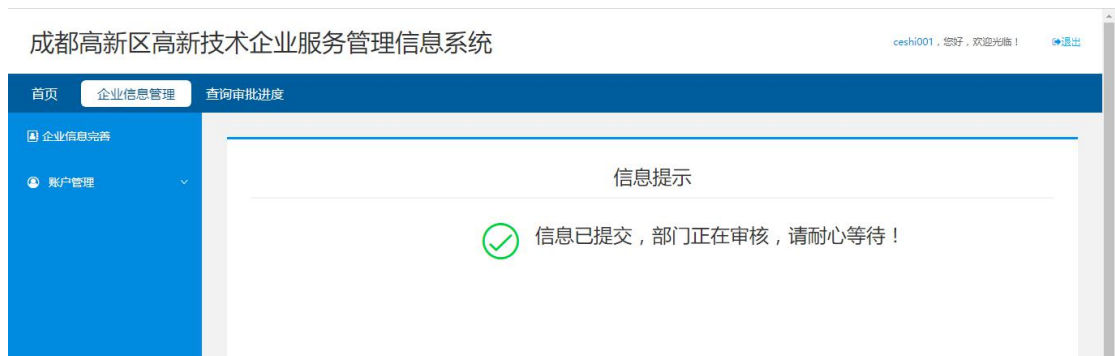 成都高新区高新技术企业服务管理信息系统
ceshi001，您好，欢迎光临！ 退出
首页 企业信息管理 查询审批进度
企业信息完善
账户管理
信息提示
信息已提交，部门正在审核，请耐心等待！